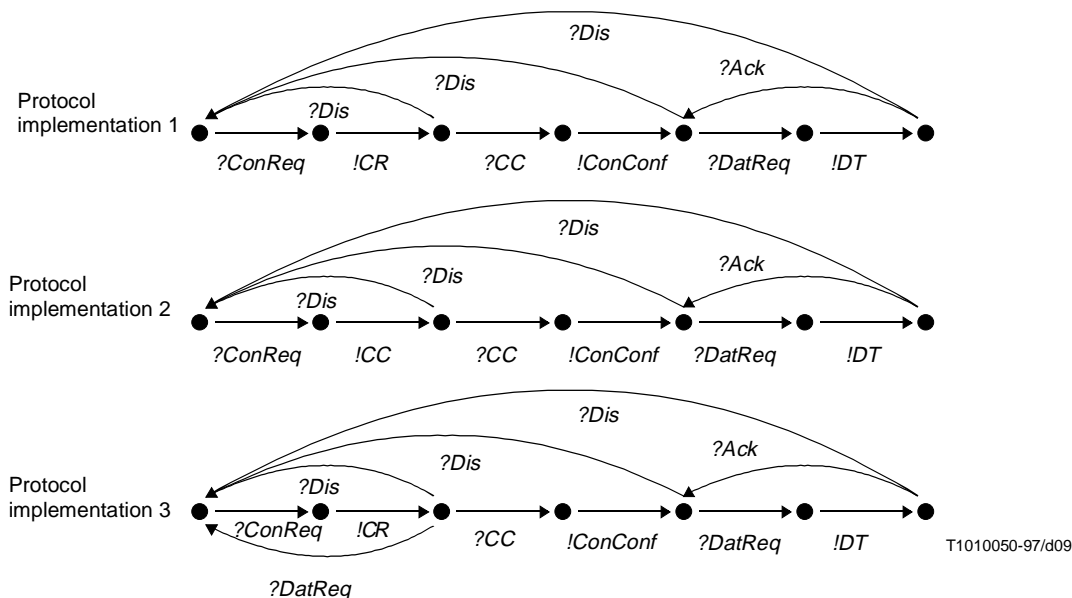 ?Dis
?Ack
?Dis
Protocol
implementation 1
?Dis
?ConReq !CR ?CC !ConConf ?DatReq !DT
?Dis
?Ack
?Dis
Protocol
implementation 2
?Dis
?ConReq !CC ?CC !ConConf ?DatReq !DT
?Dis
?Ack
?Dis
Protocol
implementation 3
?Dis
?ConReq !CR ?CC !ConConf ?DatReq !DT
T1010050-97/d09
?DatReq